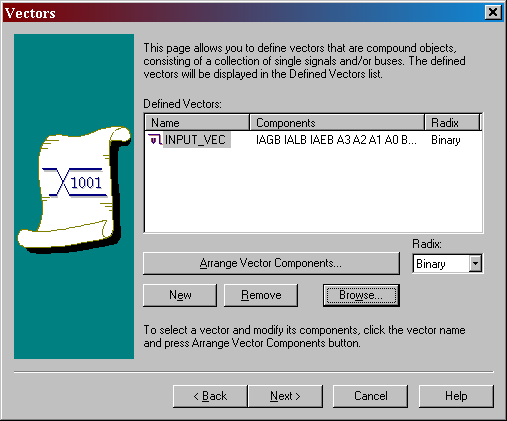 Vectors
This page allows you to define vectors that are compound objects,
consisting of a collection of single signals and/or buses. The defined
vectors will be displayed in the Defined Vectors list.
Defined Vectors:
Name Components Radix
INPUT_VEC IAGB IALB IAEB A3 A2 A1 A0 B... Binary
1001
Radix:
Arrange Vector Components... Binary
New Remove Browse...
To select a vector and modify its components, click the vector name
and press Arrange Vector Components button.
< Back Next > Cancel Help